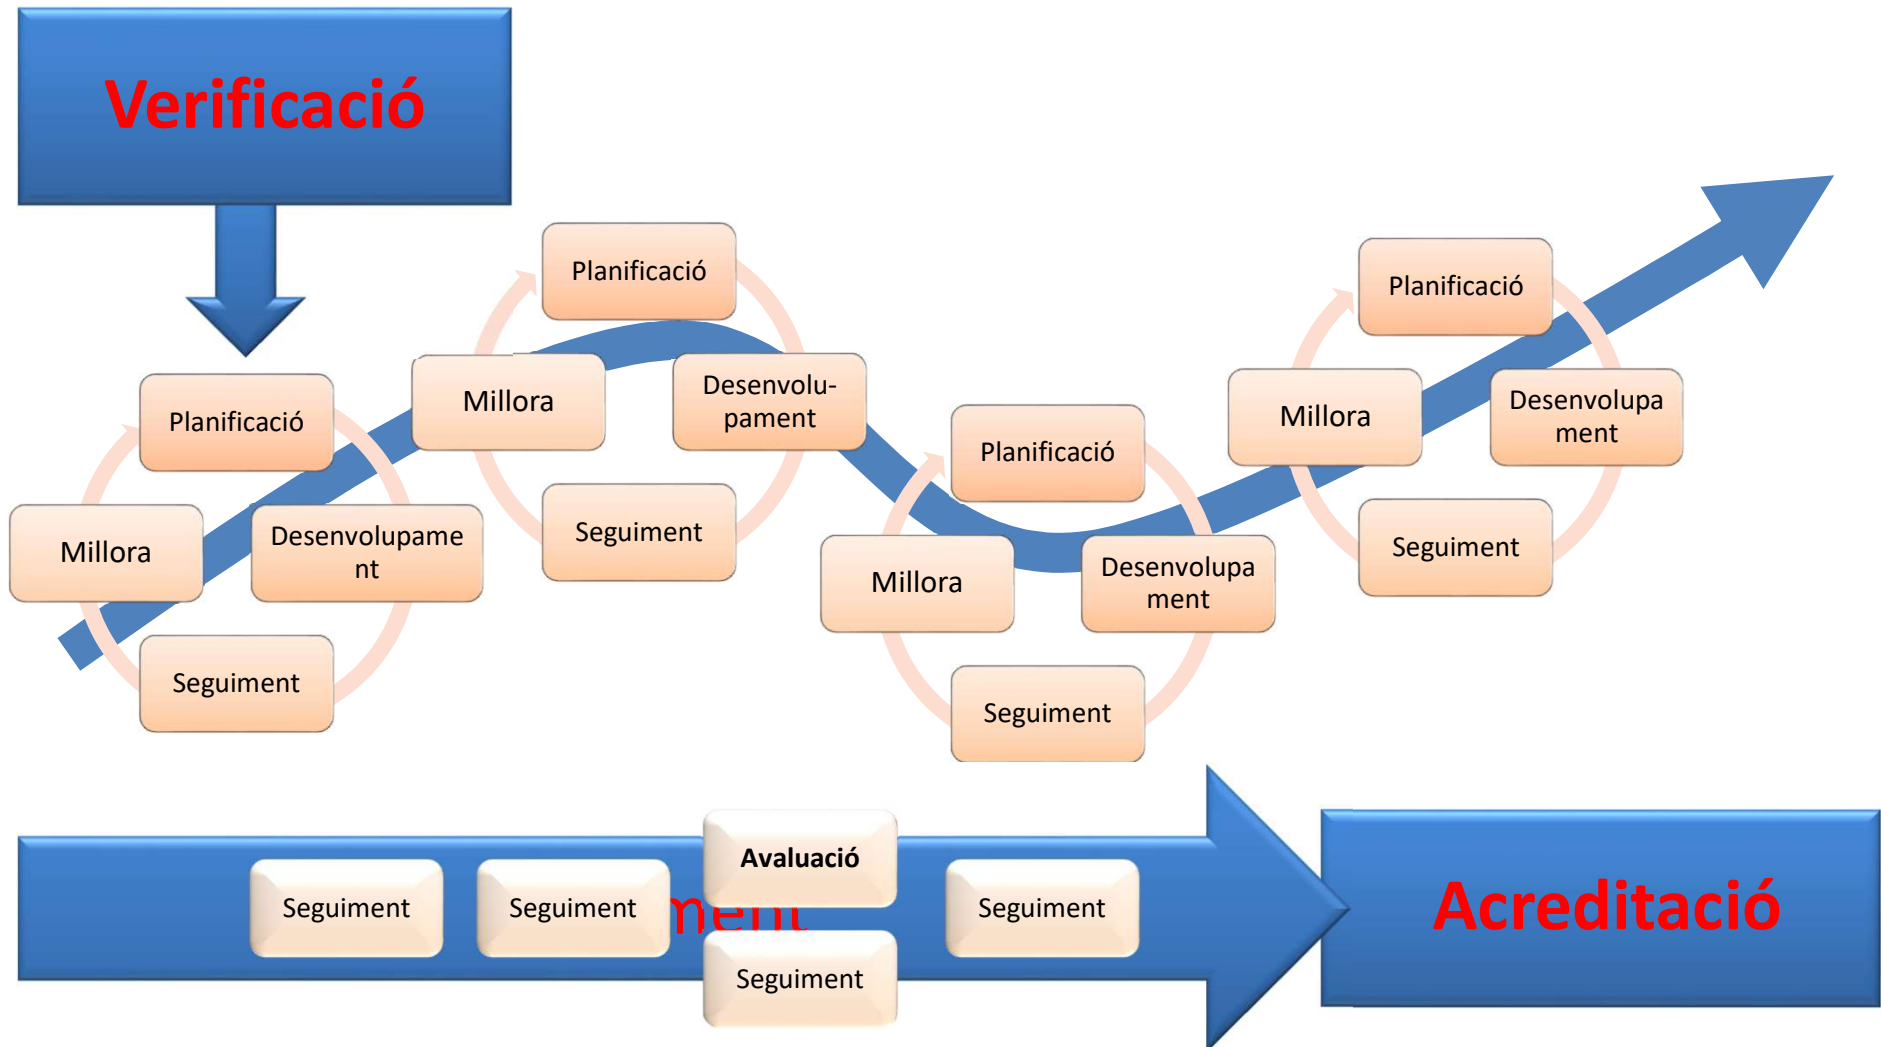 Verificació
Planificació
Millora
Desenvolupame
nt
Seguiment
Planificació
Millora
Desenvolu-
pament
Seguiment
Planificació
Millora
Desenvolupa
ment
Seguiment
Planificació
Millora
Desenvolupa
ment
Seguiment
Seguiment
Seguiment
ment
Avaluació
Seguiment
Seguiment
Acreditació